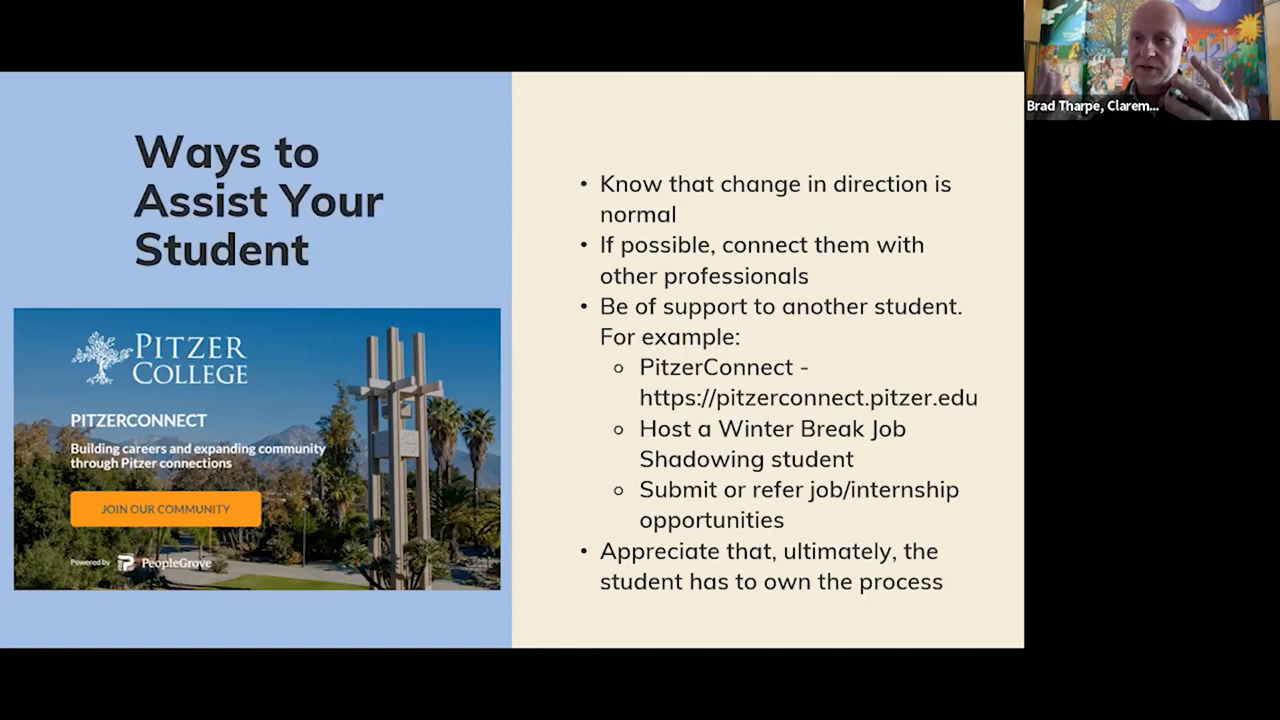 Ways to
Assist Your
Student
PITZER
COLLEGE
PITZERCONNECT
Building careers and expanding community
through Pitzer connections
JOIN OUR COMMUNITY
Powered by PeopleGrove
• Know that change in direction is
normal
• If possible, connect them with
other professionals
• Be of support to another student.
For example:
○ PitzerConnect -
https://pitzerconnect.pitzer.edu
○ Host a Winter Break Job
Shadowing student
○ Submit or refer job/internship
opportunities
• Appreciate that, ultimately, the
student has to own the process
Brad Tharpe, Clarem...